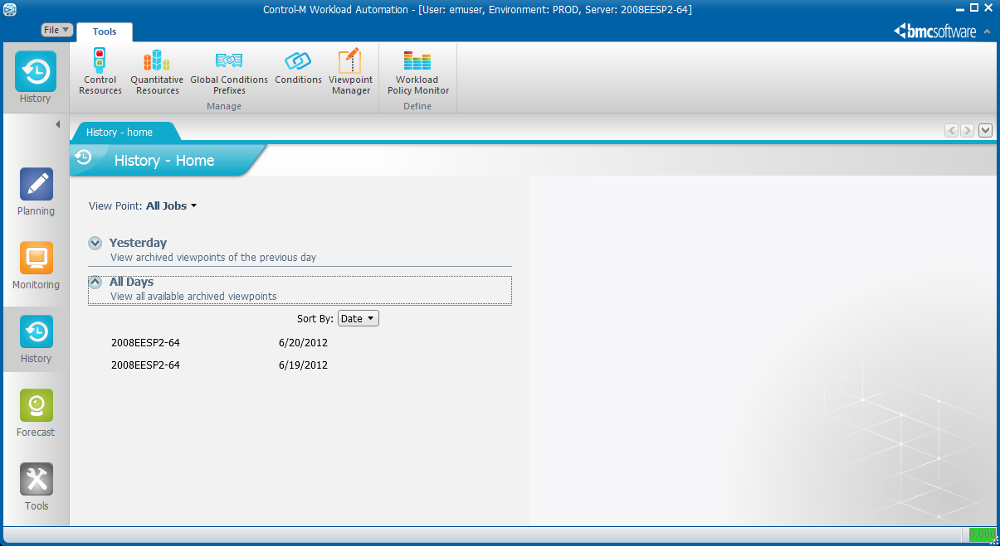 Control-M Workload Automation - [User: emuser, Environment: PROD, Server: 2008EESP2-64]
File
Tools
bmcsoftware
History
Control Resources
Quantitative Resources
Global Conditions Prefixes
Conditions
Viewpoint Manager
Workload Policy Monitor
Manage
Define
History - home
History - Home
Planning
Monitoring
History
Forecast
Tools
View Point: All Jobs
Yesterday
View archived viewpoints of the previous day
All Days
View all available archived viewpoints
Sort By: Date
2008EESP2-64 6/20/2012
2008EESP2-64 6/19/2012